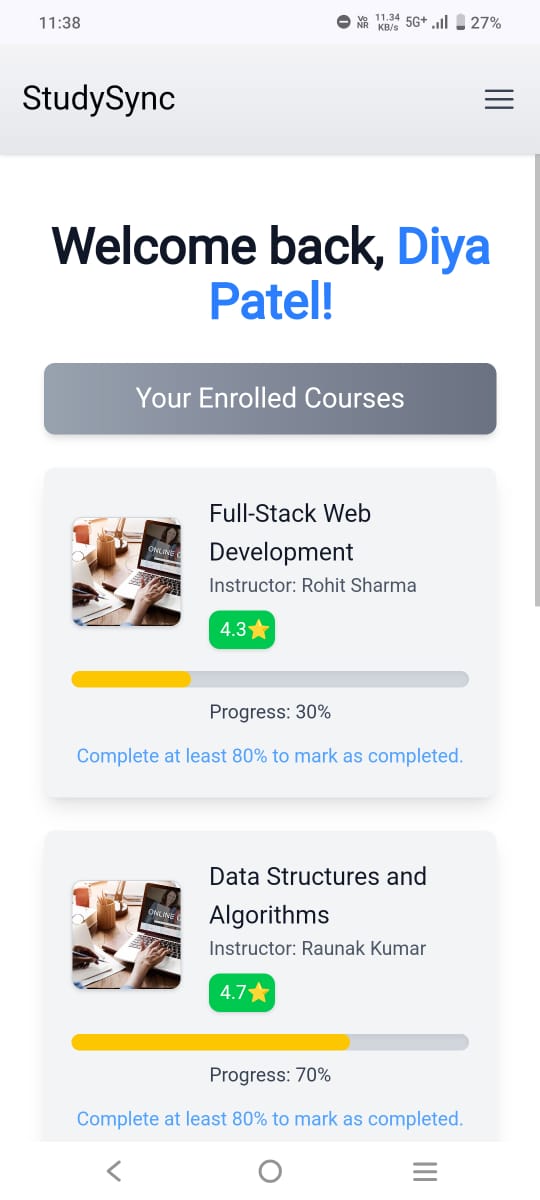 11:38
Vo
NR
11.34
KB/s
5G+
27%
StudySync
Welcome back, Diya
Patel!
Your Enrolled Courses
Full-Stack Web
Development
ONLINE
Instructor: Rohit Sharma
4.3⭐
Progress: 30%
Complete at least 80% to mark as completed.
Data Structures and
Algorithms
ONLINE
Instructor: Raunak Kumar
4.7⭐
Progress: 70%
Complete at least 80% to mark as completed.